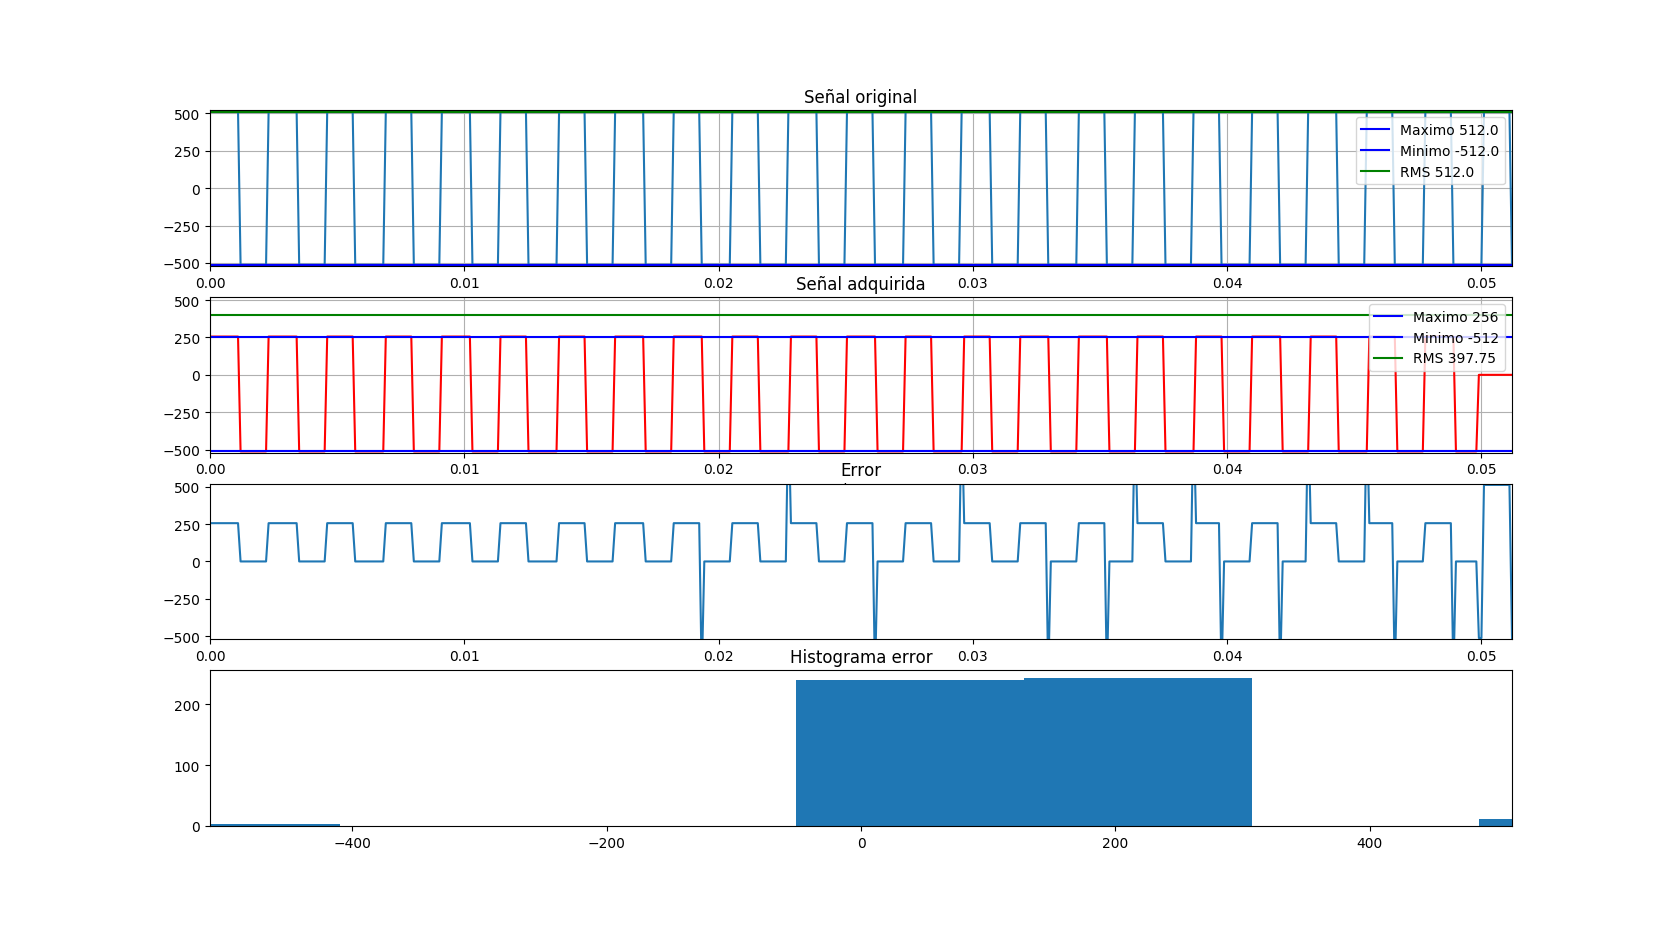 Señal original
500
250
0
−250
−500
Maximo 512.0
Minimo -512.0
RMS 512.0
0.00 0.01 0.02 0.03 0.04 0.05
Señal adquirida
500
250
0
−250
−500
Maximo 256
Minimo -512
RMS 397.75
0.00 0.01 0.02 0.03 0.04 0.05
Error
500
250
0
−250
−500
0.00 0.01 0.02 0.03 0.04 0.05
Histograma error
200
100
0
−400 −200 0 200 400